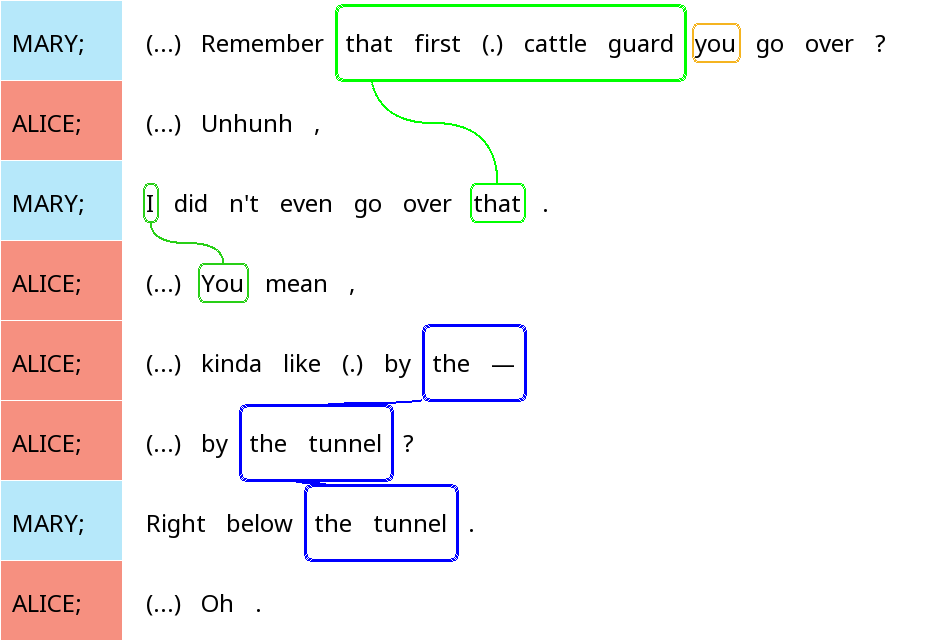 MARY; (...) Remember that first (.) cattle guard you go over ?
ALICE; (...) Unhunh ,
MARY; I did n't even go over that .
ALICE; (...) You mean ,
ALICE; (...) kinda like (.) by the —
ALICE; (...) by the tunnel ?
MARY; Right below the tunnel .
ALICE; (...) Oh .